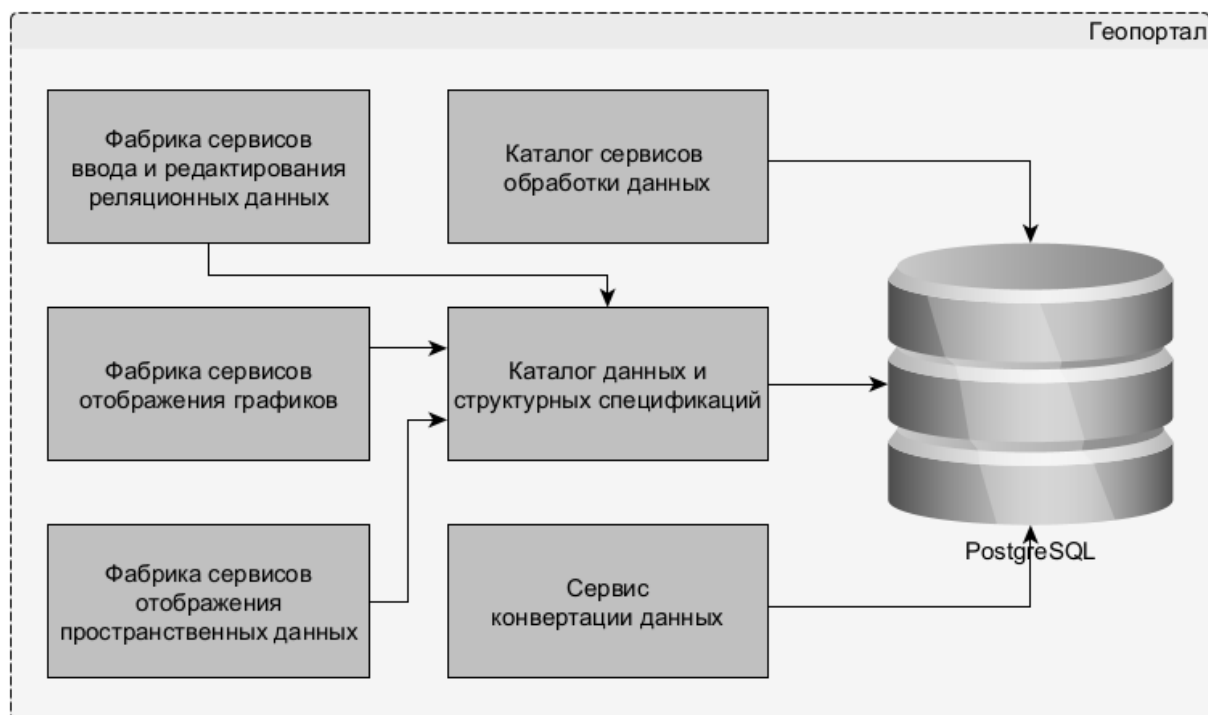 Геопортал
Фабрика сервисов
ввода и редактирования
реляционных данных
Каталог сервисов
обработки данных
Фабрика сервисов
отображения графиков
Каталог данных и
структурных спецификаций
PostgreSQL
Фабрика сервисов
отображения
пространственных данных
Сервис
конвертации данных